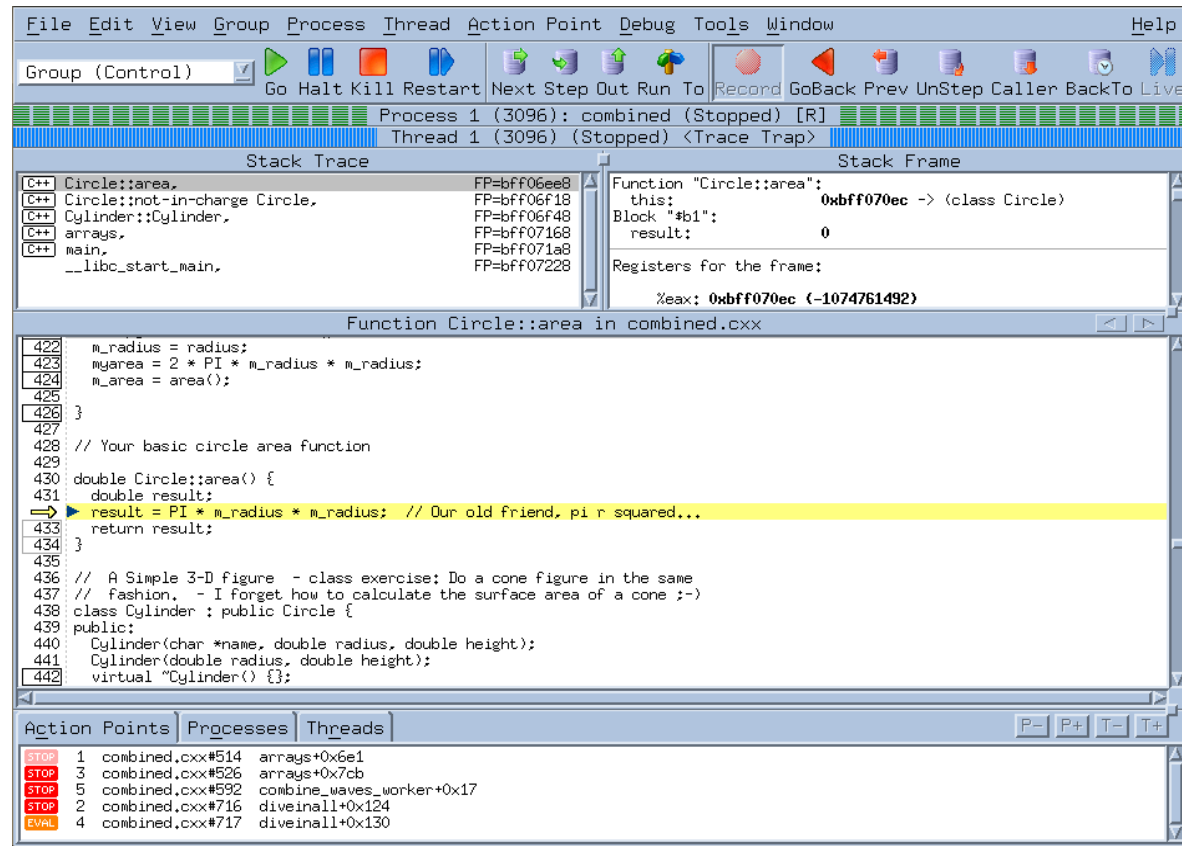 File Edit View Group Process Thread Action Point Debug Tools Window Help
Group (Control)
Go Halt Kill Restart Next Step Out Run To Record GoBack Prev UnStep Caller BackTo Live
Process 1 (3096): combined (Stopped) [R]
Thread 1 (3096) (Stopped) <Trace Trap>
Stack Trace
C++ Circle::area, FP=bff06ee8
C++ Circle::not-in-charge Circle, FP=bff06f18
C++ Cylinder::Cylinder, FP=bff06f48
C++ arrays, FP=bff07168
C++ main, FP=bff071a8
__libc_start_main, FP=bff07228
Stack Frame
Function "Circle::area":
this: 0xbff070ec -> (class Circle)
Block "$b1":
result: 0
Registers for the frame:
%eax: 0xbff070ec (-1074761492)
Function Circle::area in combined.cxx
422 m_radius = radius;
423 myarea = 2 * PI * m_radius * m_radius;
424 m_area = area();
425
426 }
427
428 // Your basic circle area function
429
430 double Circle::area() {
431 double result;
result = PI * m_radius * m_radius; // Our old friend, pi r squared...
433 return result;
434 }
435
436 // A Simple 3-D figure - class exercise: Do a cone figure in the same
437 // fashion. - I forget how to calculate the surface area of a cone ;-)
438 class Cylinder : public Circle {
439 public:
440 Cylinder(char *name, double radius, double height);
441 Cylinder(double radius, double height);
442 virtual ~Cylinder() {};
Action Points Processes Threads P- P+ T- T+
STOP 1 combined.cxx#514 arrays+0x6e1
STOP 3 combined.cxx#526 arrays+0x7cb
STOP 5 combined.cxx#592 combine_waves_worker+0x17
STOP 2 combined.cxx#716 diveinall+0x124
EVAL 4 combined.cxx#717 diveinall+0x130